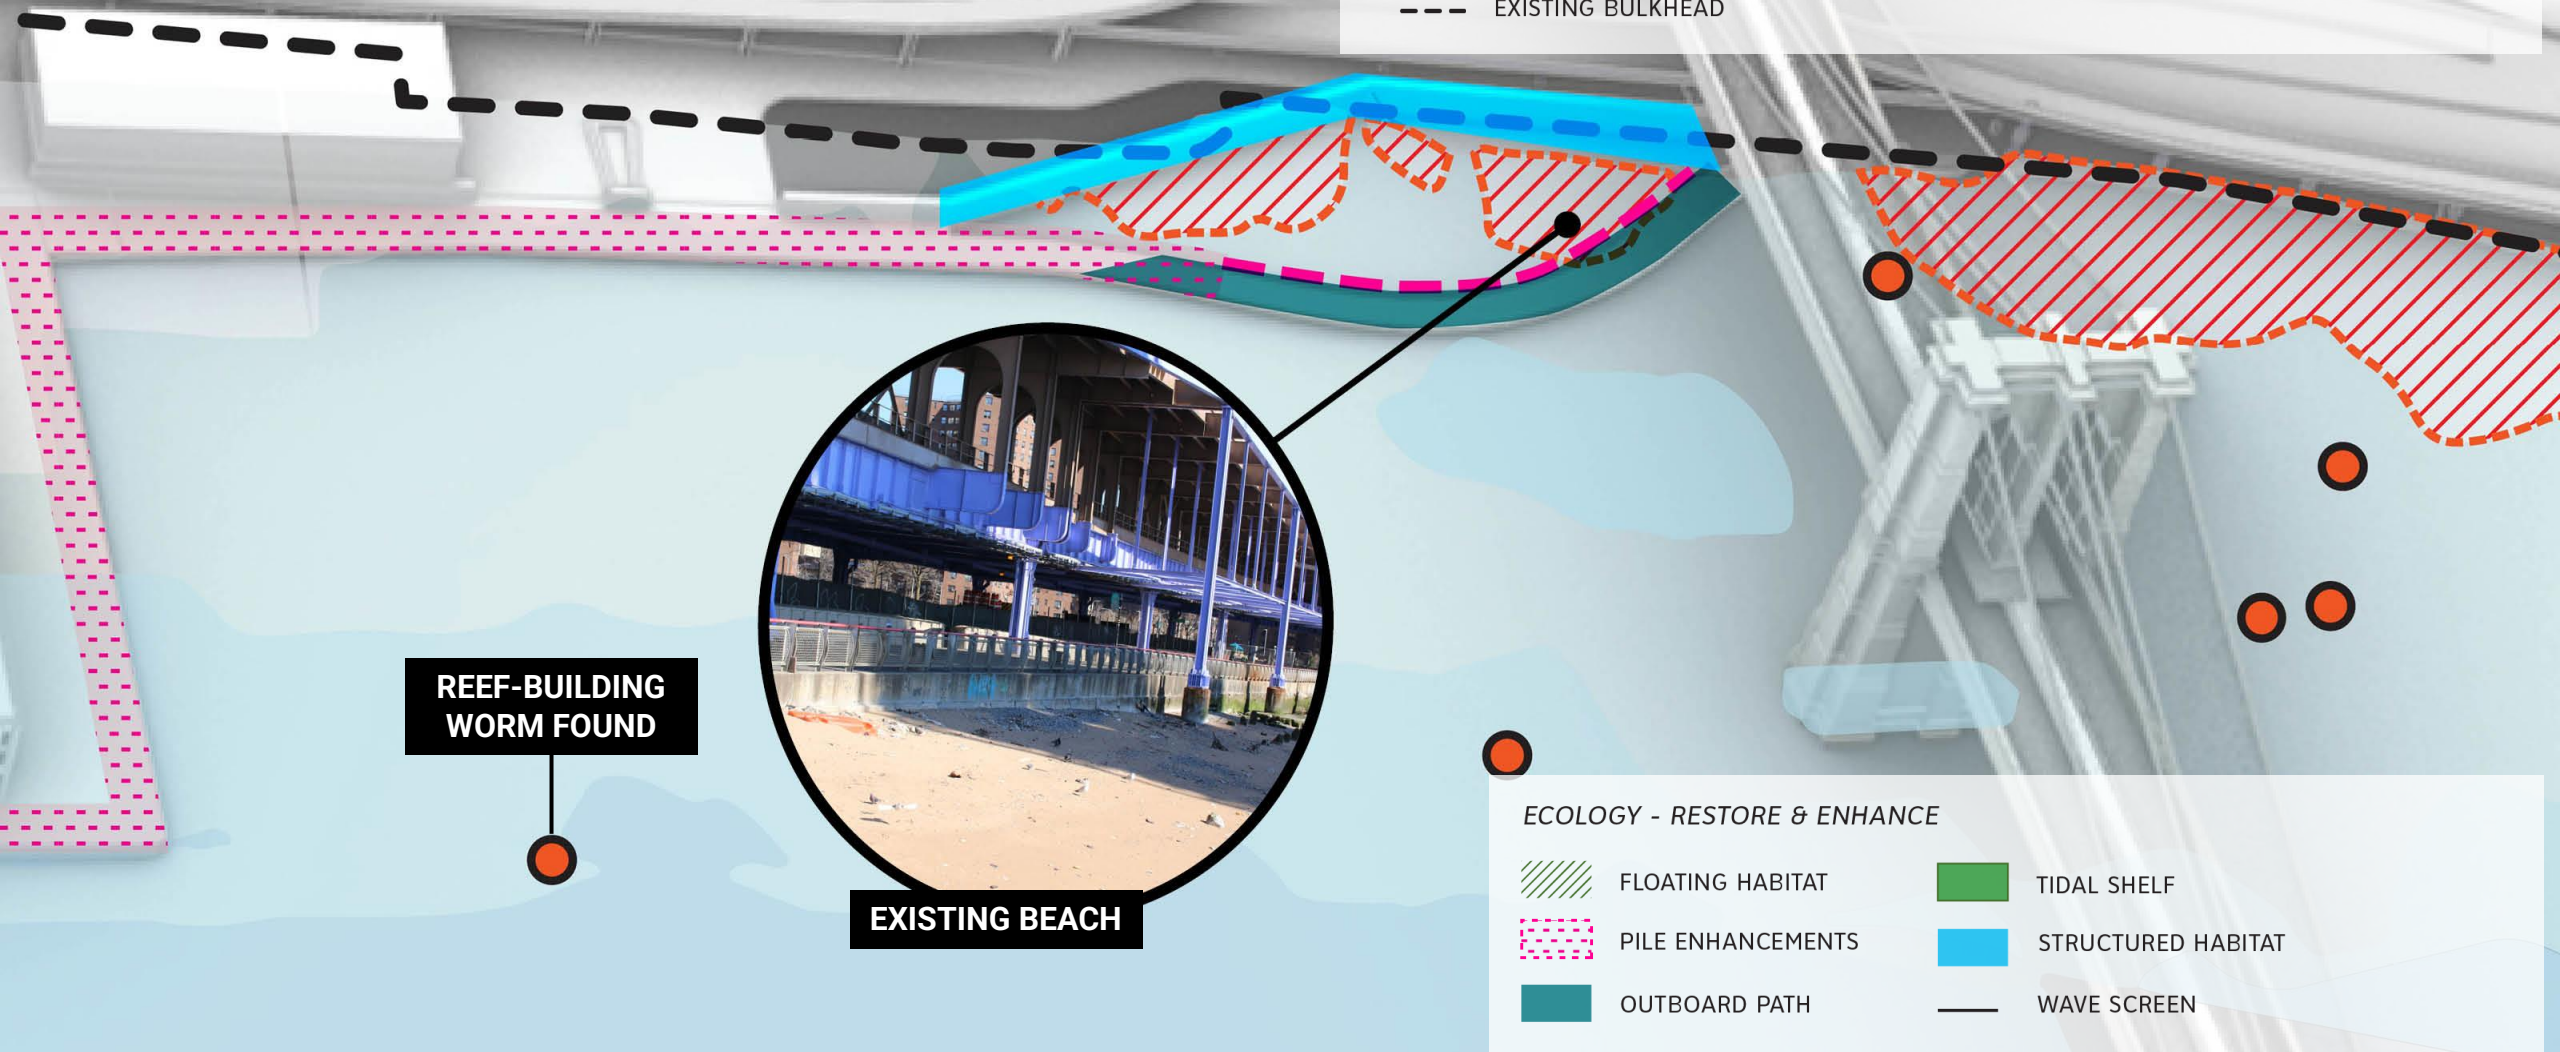 EXISTING BULKHEAD
REEF-BUILDING
WORM FOUND
EXISTING BEACH
ECOLOGY - RESTORE & ENHANCE
FLOATING HABITAT
TIDAL SHELF
PILE ENHANCEMENTS
STRUCTURED HABITAT
OUTBOARD PATH
WAVE SCREEN